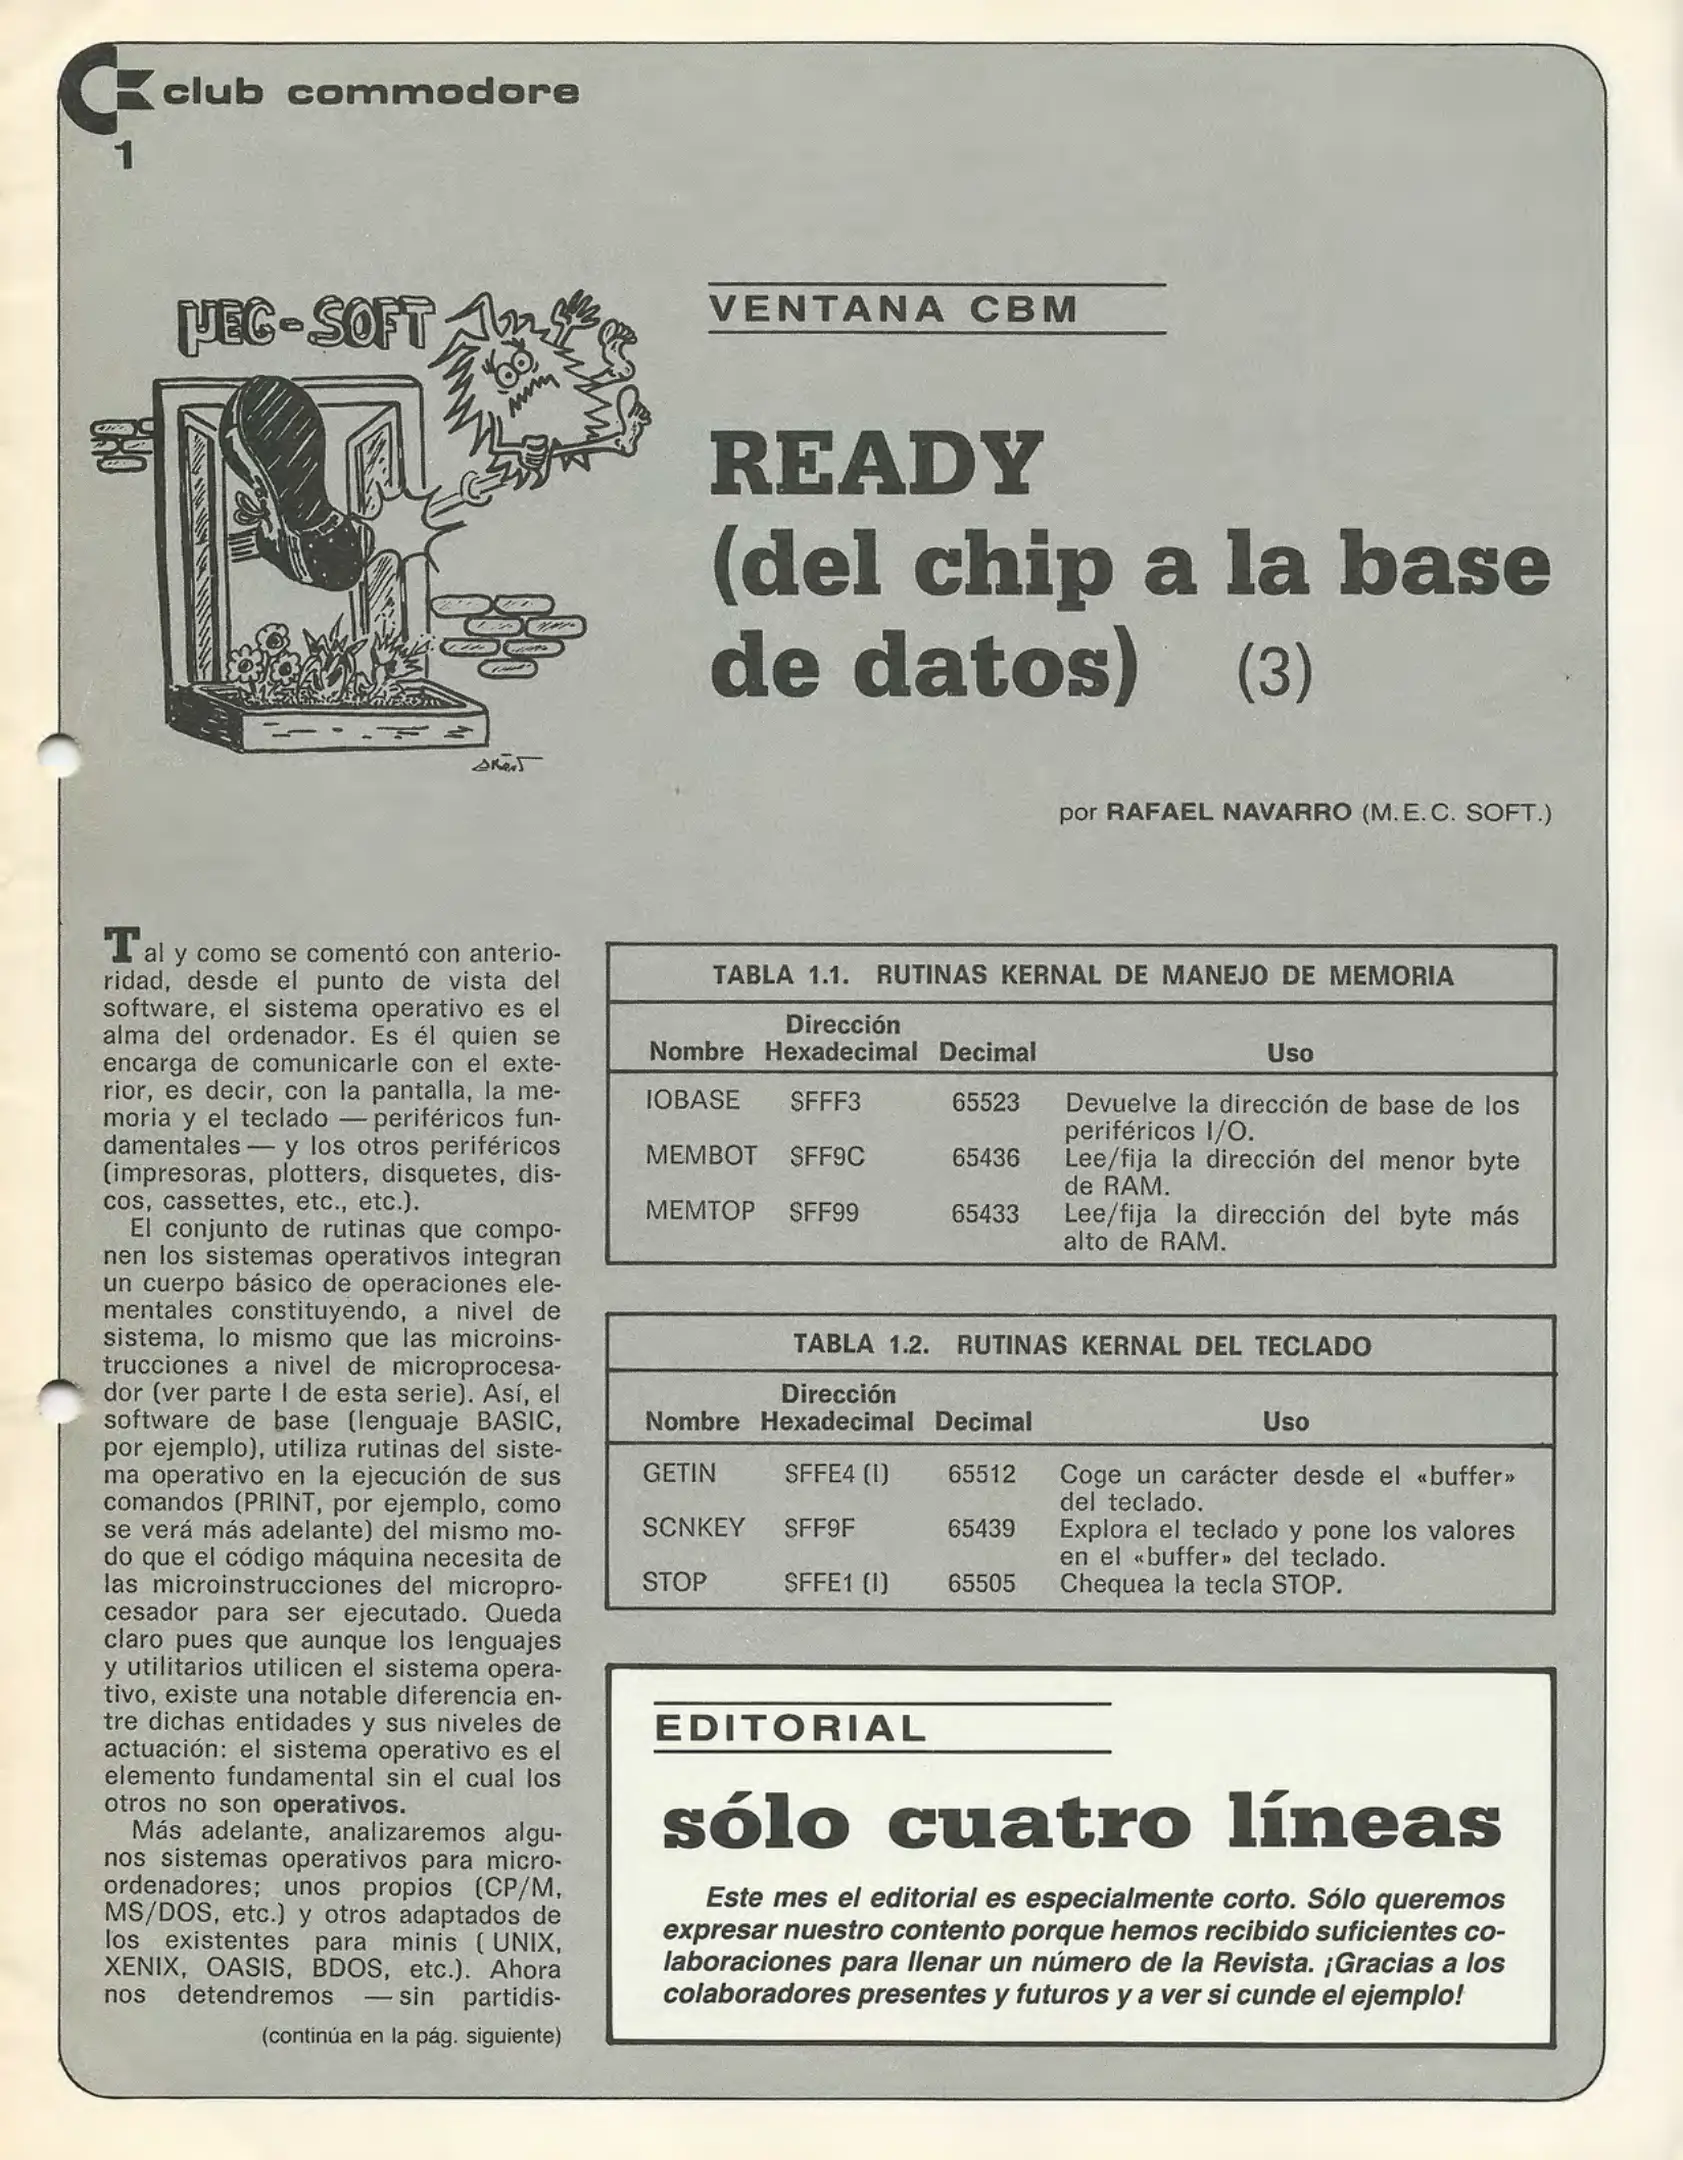 club commodore
1
µEC-SOFT
VENTANA CBM
READY
(del chip a la base
de datos) (3)
por RAFAEL NAVARRO (M.E.C. SOFT.)
Tal y como se comentó con anterio-
ridad, desde el punto de vista del
software, el sistema operativo es el
alma del ordenador. Es él quien se
encarga de comunicarle con el exte-
rior, es decir, con la pantalla, la me-
moria y el teclado —periféricos fun-
damentales— y los otros periféricos
(impresoras, plotters, disquetes, dis-
cos, cassettes, etc., etc.).
El conjunto de rutinas que compo-
nen los sistemas operativos integran
un cuerpo básico de operaciones ele-
mentales constituyendo, a nivel de
sistema, lo mismo que las microins-
trucciones a nivel de microprocesa-
dor (ver parte I de esta serie). Así, el
software de base (lenguaje BASIC,
por ejemplo), utiliza rutinas del siste-
ma operativo en la ejecución de sus
comandos (PRINT, por ejemplo, como
se verá más adelante) del mismo mo-
do que el código máquina necesita de
las microinstrucciones del micropro-
cesador para ser ejecutado. Queda
claro pues que aunque los lenguajes
y utilitarios utilicen el sistema opera-
tivo, existe una notable diferencia en-
tre dichas entidades y sus niveles de
actuación: el sistema operativo es el
elemento fundamental sin el cual los
otros no son operativos.
Más adelante, analizaremos algu-
nos sistemas operativos para micro-
ordenadores; unos propios (CP/M,
MS/DOS, etc.) y otros adaptados de
los existentes para minis ( UNIX,
XENIX, OASIS, BDOS, etc.). Ahora
nos detendremos —sin partidis-
(continúa en la pág. siguiente)
TABLA 1.1. RUTINAS KERNAL DE MANEJO DE MEMORIA
Dirección
Nombre Hexadecimal Decimal Uso
IOBASE SFFF3 65523 Devuelve la dirección de base de los
periféricos I/O.
MEMBOT SFF9C 65436 Lee/fija la dirección del menor byte
de RAM.
MEMTOP SFF99 65433 Lee/fija la dirección del byte más
alto de RAM.
TABLA 1.2. RUTINAS KERNAL DEL TECLADO
Dirección
Nombre Hexadecimal Decimal Uso
GETIN SFFE4 (I) 65512 Coge un carácter desde el «buffer»
del teclado.
SCNKEY SFF9F 65439 Explora el teclado y pone los valores
en el «buffer» del teclado.
STOP SFFE1 (I) 65505 Chequea la tecla STOP.
EDITORIAL
sólo cuatro líneas
Este mes el editorial es especialmente corto. Sólo queremos
expresar nuestro contento porque hemos recibido suficientes co-
laboraciones para llenar un número de la Revista. ¡Gracias a los
colaboradores presentes y futuros y a ver si cunde el ejemplo!